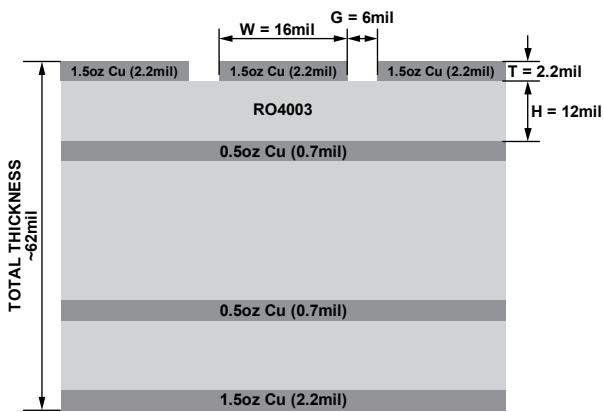 G = 6mil
W = 16mil
1.5oz Cu (2.2mil)
1.5oz Cu (2.2mil)
1.5oz Cu (2.2mil)
T = 2.2mil
RO4003
H = 12mil
0.5oz Cu (0.7mil)
TOTAL THICKNESS
~62mil
0.5oz Cu (0.7mil)
1.5oz Cu (2.2mil)